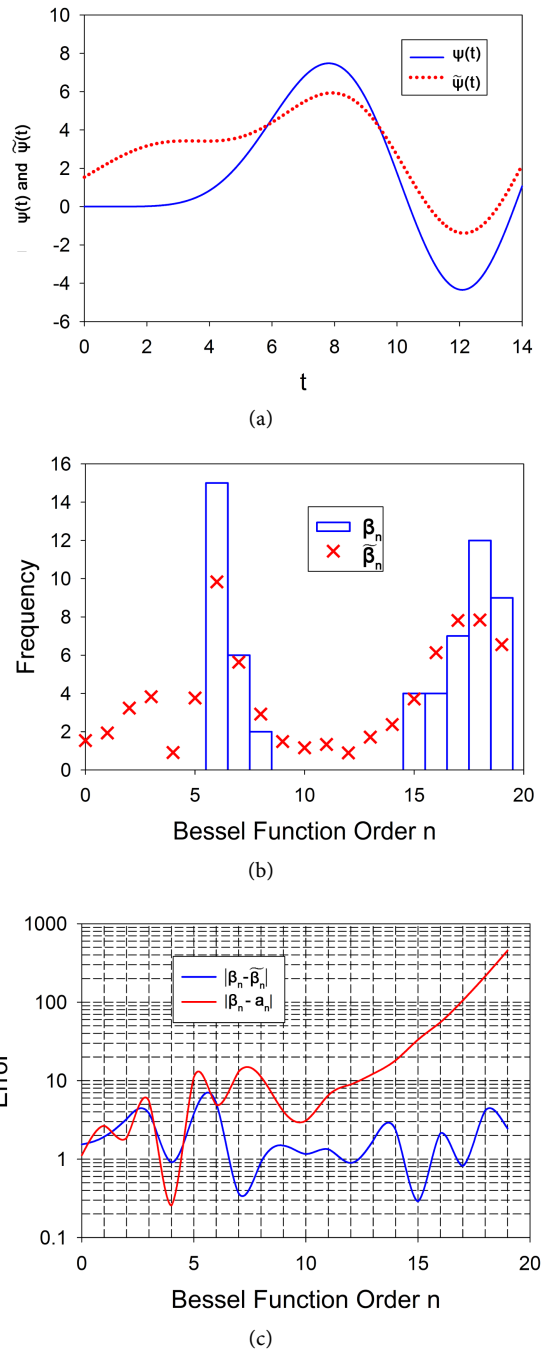 10
8
6
4
2
0
-2
-4
-6
ψ(t) and ψ̃(t)
ψ(t)
ψ̃(t)
0 2 4 6 8 10 12 14
t
(a)
16
14
12
10
8
6
4
2
0
Frequency
βₙ
β̃ₙ
0 5 10 15 20
Bessel Function Order n
(b)
1000
100
10
1
0.1
|βₙ-β̃ₙ|
|βₙ - aₙ|
0 5 10 15 20
Bessel Function Order n
(c)